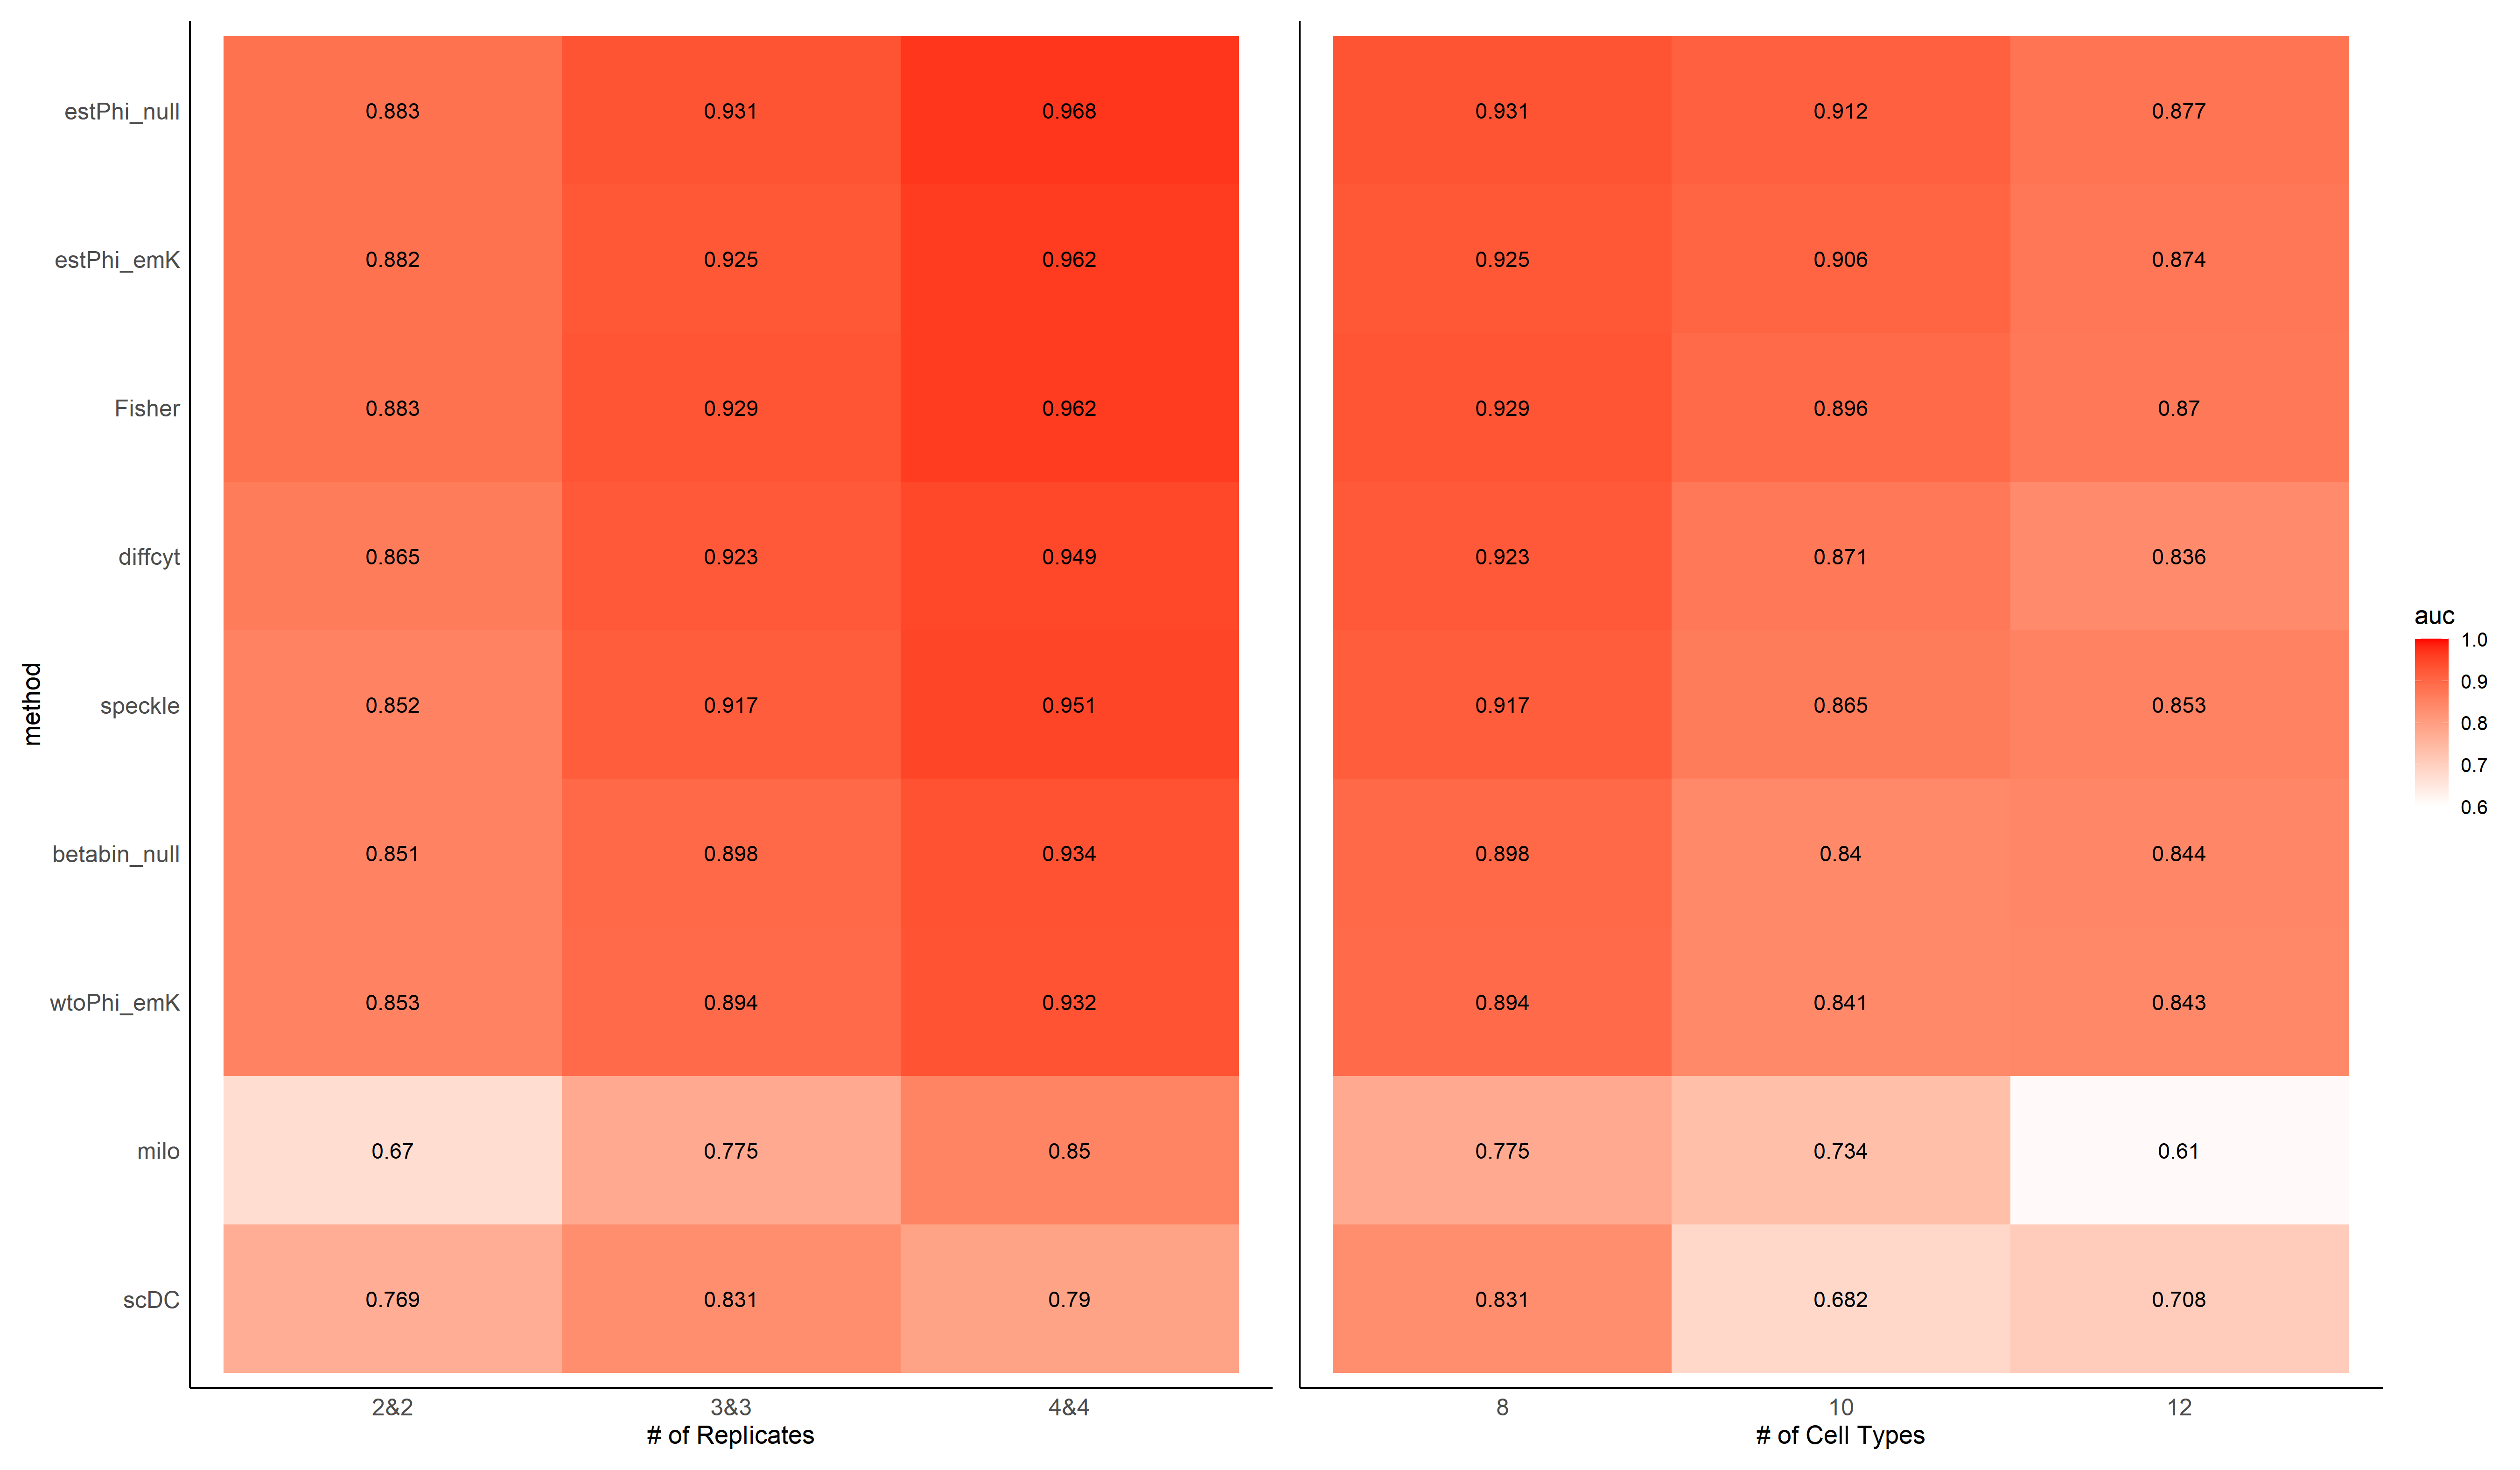 method
estPhi_null 0.883 0.931 0.968 0.931 0.912 0.877
estPhi_emK 0.882 0.925 0.962 0.925 0.906 0.874
Fisher 0.883 0.929 0.962 0.929 0.896 0.87
diffcyt 0.865 0.923 0.949 0.923 0.871 0.836
speckle 0.852 0.917 0.951 0.917 0.865 0.853
betabin_null 0.851 0.898 0.934 0.898 0.84 0.844
wtoPhi_emK 0.853 0.894 0.932 0.894 0.841 0.843
milo 0.67 0.775 0.85 0.775 0.734 0.61
scDC 0.769 0.831 0.79 0.831 0.682 0.708
2&2 3&3 4&4 8 10 12
# of Replicates # of Cell Types
auc
1.0
0.9
0.8
0.7
0.6